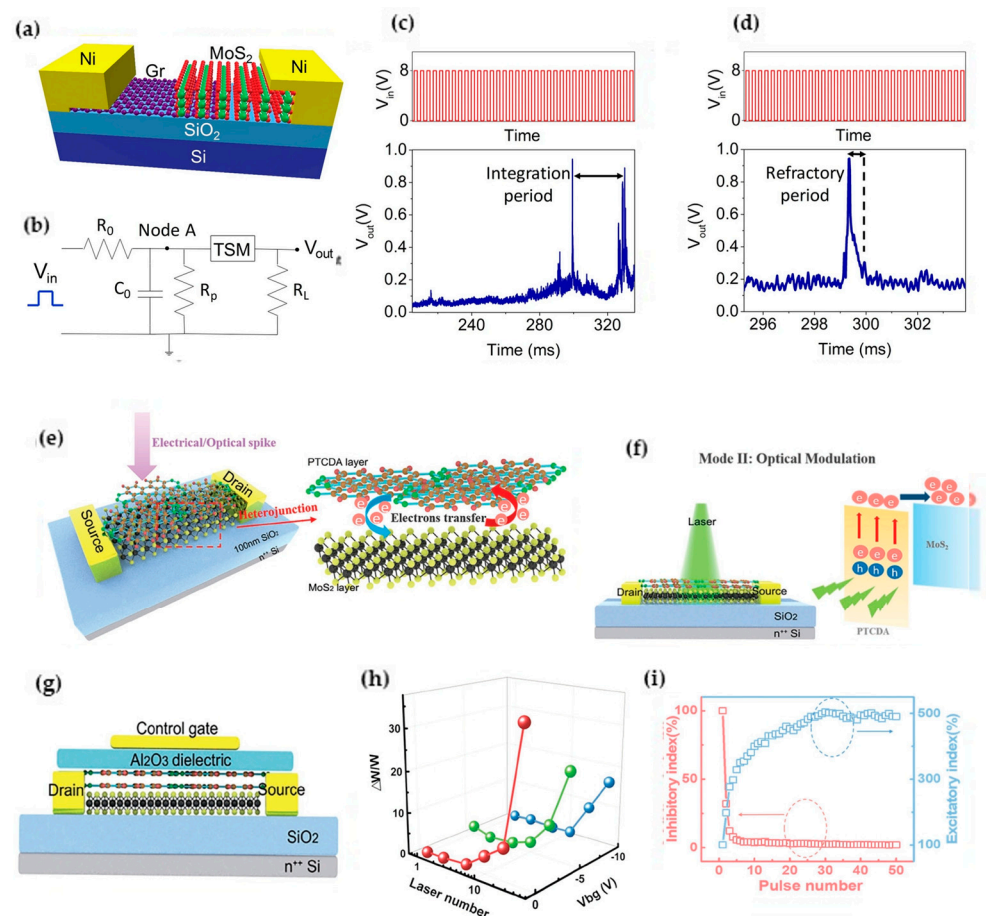 (a)
Ni
Gr
MoS2
Ni
SiO2
Si
(b)
R0
Node A
TSM
Vout
Vin
C0
Rp
RL
(c)
8
0
Vin(V)
Time
1.0
0.8
0.6
0.4
0.2
0.0
Vout(V)
Integration
period
240
280
320
Time (ms)
(d)
8
0
Vin(V)
Time
1.0
0.8
0.6
0.4
0.2
0.0
Vout(V)
Refractory
period
296
298
300
302
Time (ms)
(e)
Electrical/Optical spike
Source
Drain
Heterojunction
100nm SiO2
n++ Si
PTCDA layer
e e e e e e
Electrons transfer
MoS2 layer
(f)
Mode II: Optical Modulation
Laser
Drain
Source
SiO2
n++ Si
e e e e e e
e e e
h h h
MoS2
PTCDA
(g)
Control gate
Al2O3 dielectric
Drain
Source
SiO2
n++ Si
(h)
30
20
10
0
ΔW/W
1
10
Laser number
0
-5
-10
Vbg (V)
(i)
100
50
0
Inhibitory index(%)
500
300
100
Excitatory index(%)
0 10 20 30 40 50
Pulse number